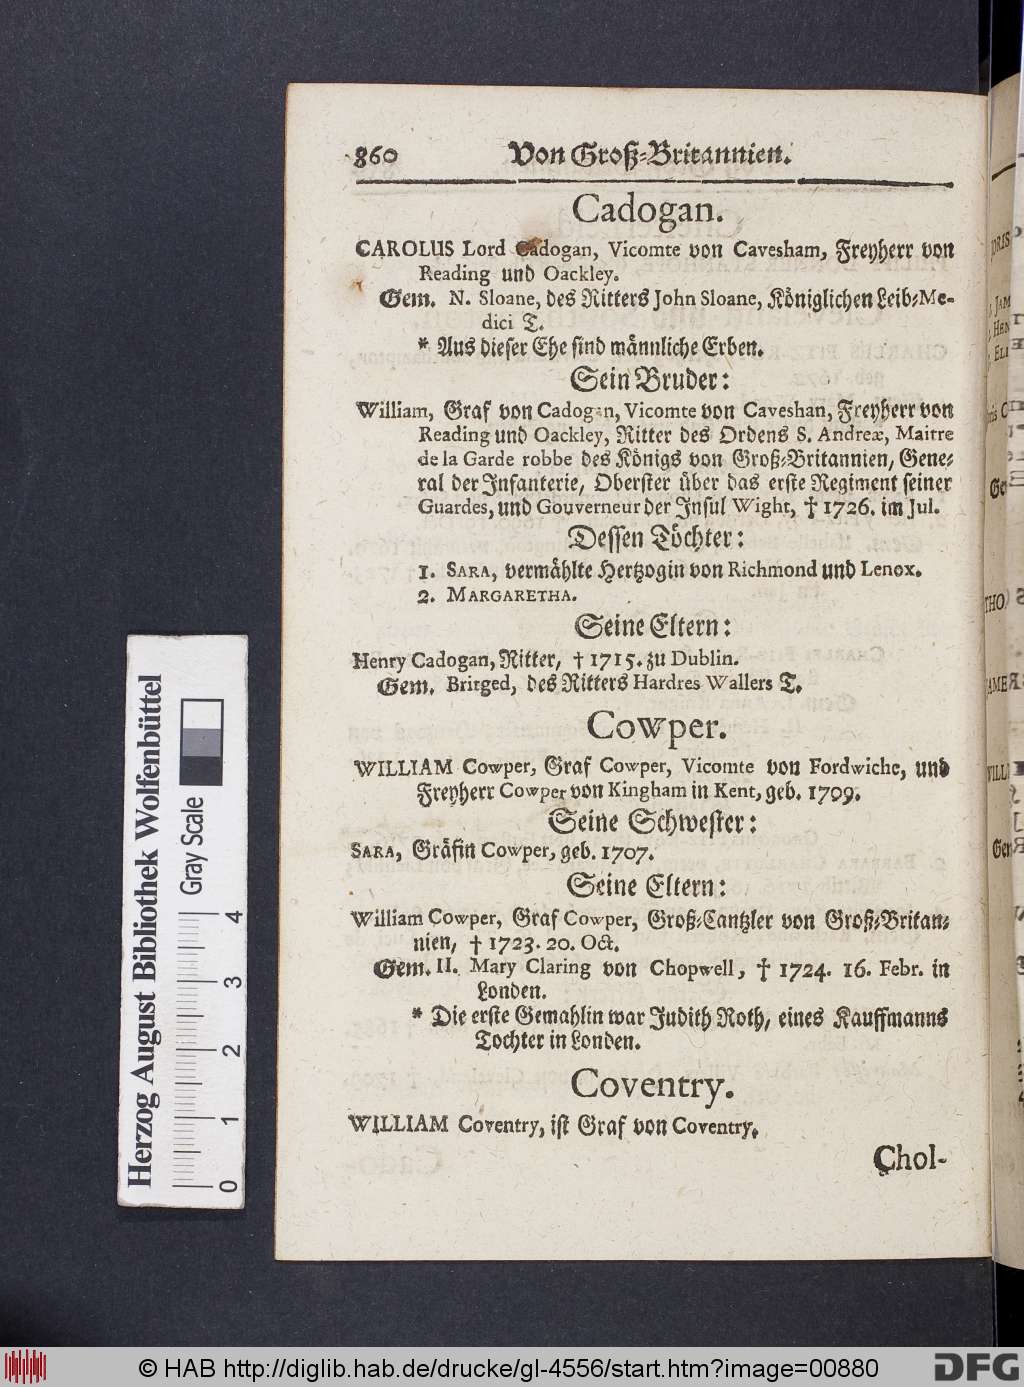 860 Von Groß-Britannien.
Cadogan.
CAROLUS Lord Cadogan, Vicomte von Cavesham, Freyherr von
Reading und Oackley.
Gem. N. Sloane, des Ritters John Sloane, Königlichen Leib-Me-
dici T.
* Aus dieser Ehe sind männliche Erben.
Sein Bruder:
William, Graf von Cadogan, Vicomte von Caveshan, Freyherr von
Reading und Oackley, Ritter des Ordens S. Andreæ, Maitre
de la Garde robbe des Königs von Groß-Britannien, Gene-
ral der Infanterie, Oberster über das erste Regiment seiner
Guardes, und Gouverneur der Insul Wight, † 1726. im Jul.
Dessen Töchter:
1. SARA, vermählte Hertzogin von Richmond und Lenox.
2. MARGARETHA.
Seine Eltern:
Henry Cadogan, Ritter, † 1715. zu Dublin.
Gem. Britged, des Ritters Hardres Wallers T.
Cowper.
WILLIAM Cowper, Graf Cowper, Vicomte von Fordwiche, und
Freyherr Cowper von Kingham in Kent, geb. 1709.
Seine Schwester:
SARA, Gräfin Cowper, geb. 1707.
Seine Eltern:
William Cowper, Graf Cowper, Groß-Cantzler von Groß-Britan-
nien, † 1723. 20. Oct.
Gem. II. Mary Claring von Chopwell, † 1724. 16. Febr. in
Londen.
* Die erste Gemahlin war Judith Roth, eines Kauffmanns
Tochter in Londen.
Coventry.
WILLIAM Coventry, ist Graf von Coventry.
Chol-
Herzog August Bibliothek Wolfenbüttel
Gray Scale
0 1 2 3 4
© HAB http://diglib.hab.de/drucke/gl-4556/start.htm?image=00880
DFG